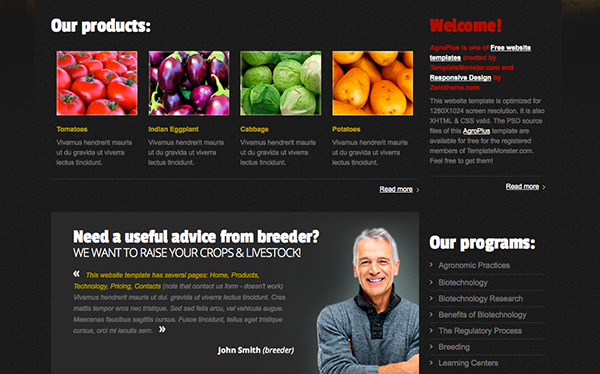 Our products:
Tomatoes
Vivamus hendrerit mauris
ut du gravida ut viverra
lectus tincidunt.
Indian Eggplant
Vivamus hendrerit mauris
ut du gravida ut viverra
lectus tincidunt.
Cabbage
Vivamus hendrerit mauris
ut du gravida ut viverra
lectus tincidunt.
Potatoes
Vivamus hendrerit mauris
ut du gravida ut viverra
lectus tincidunt.
Read more
Welcome!
AgroPlus is one of Free website
templates created by
TemplateMonster.com and
Responsive Design by
Zerotheme.com
This website template is optimized for
1280X1024 screen resolution. It is also
XHTML & CSS valid. The PSD source
files of this AgroPlus template are
available for free for the registered
members of TemplateMonster.com.
Feel free to get them!
Read more
Need a useful advice from breeder?
WE WANT TO RAISE YOUR CROPS & LIVESTOCK!
« This website template has several pages: Home, Products,
Technology, Pricing, Contacts (note that contact us form - doesn't work)
Vivamus hendrerit mauris ut dui. gravida ut viverra lectus tincidunt. Cras
mattis tempor eros nec tristique. Sed sed felis arcu, vel vehicula augue.
Maecenas faucibus sagittis cursus. Fusce tincidunt, tellus eget tristique
cursus, orci mi iaculis sem. »
John Smith (breeder)
Our programs:
Agronomic Practices
Biotechnology
Biotechnology Research
Benefits of Biotechnology
The Regulatory Process
Breeding
Learning Centers